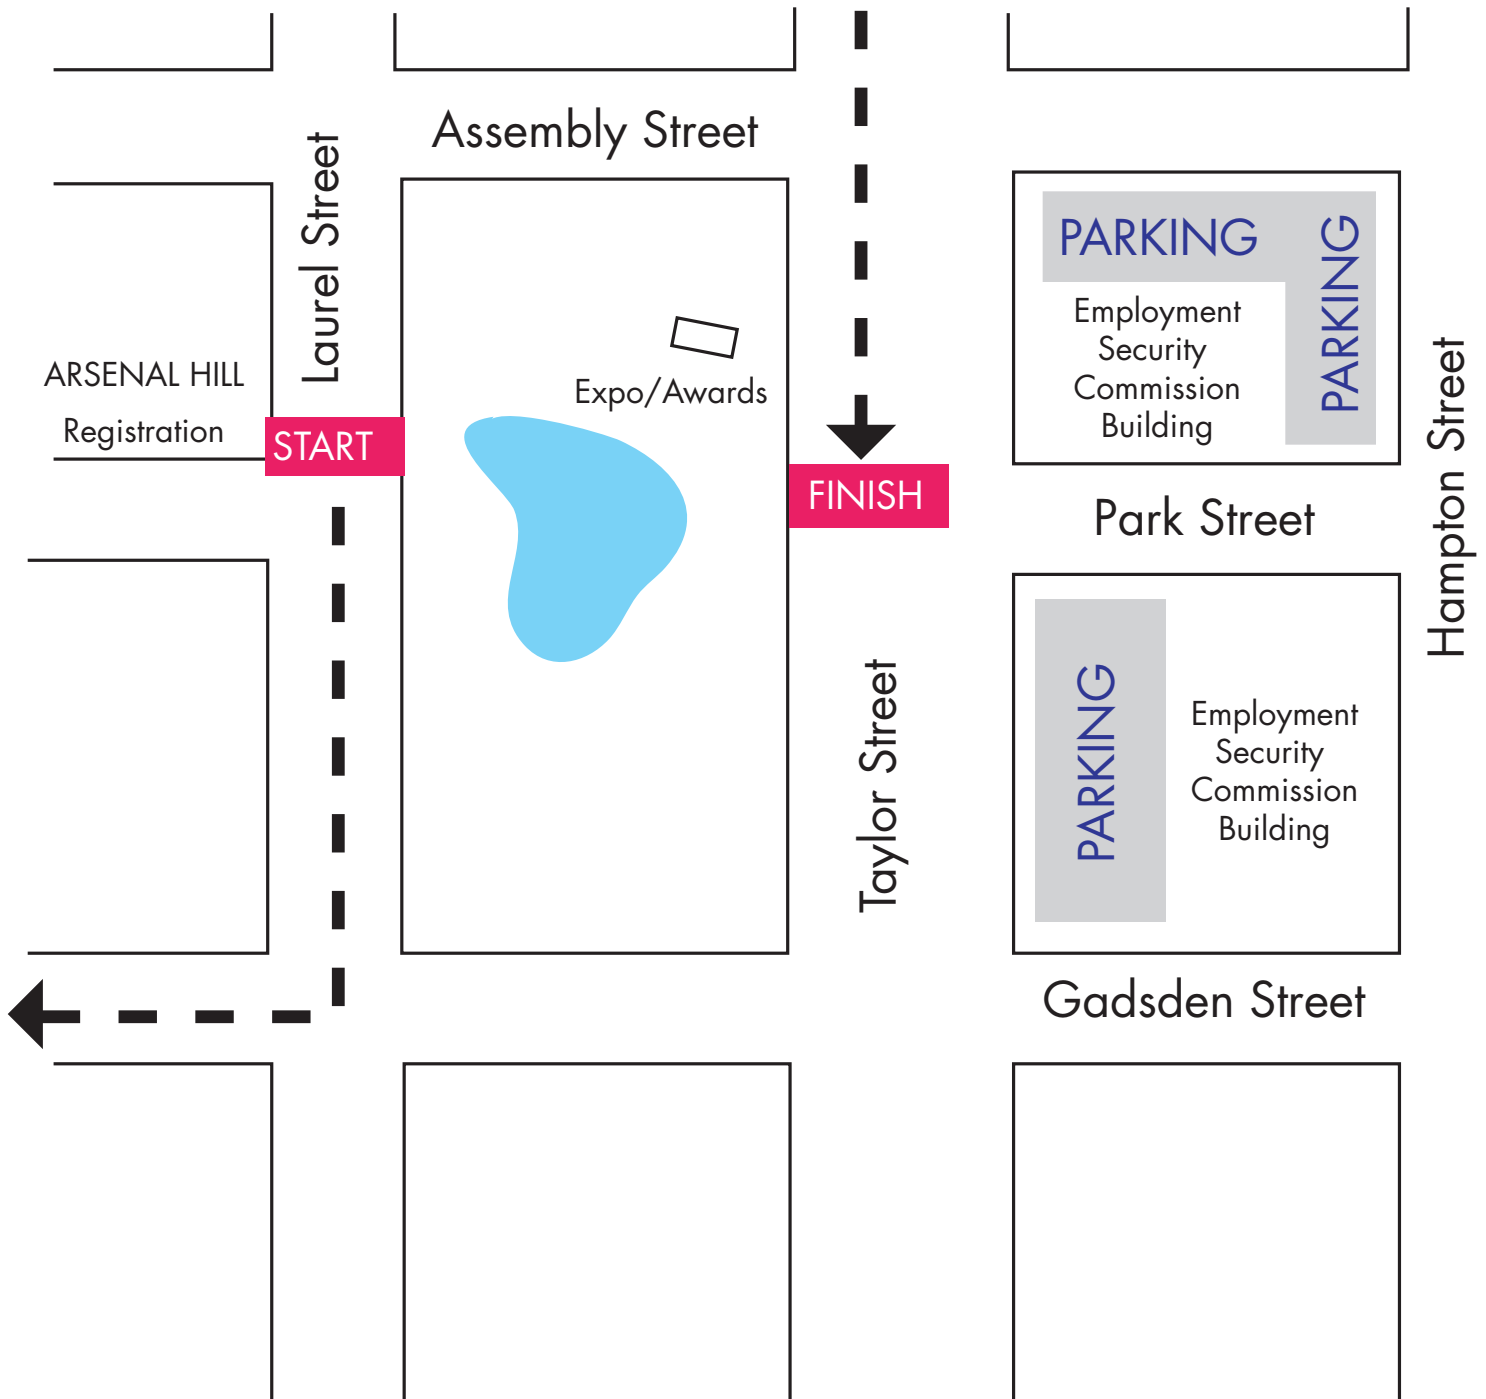 Assembly Street
Laurel Street
PARKING
PARKING
Employment
Security
Commission
Building
ARSENAL HILL
Registration
START
Expo/Awards
FINISH
Park Street
Hampton Street
Taylor Street
PARKING
Employment
Security
Commission
Building
Gadsden Street